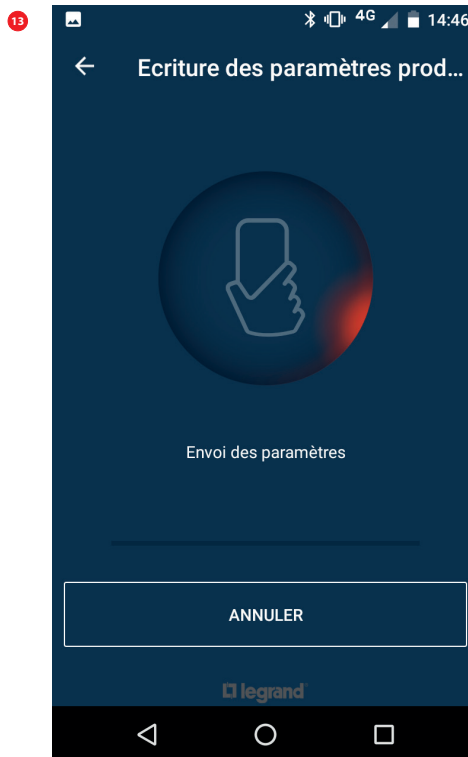 13
4G 14:46
Ecriture des paramètres prod...
Envoi des paramètres
ANNULER
legrand